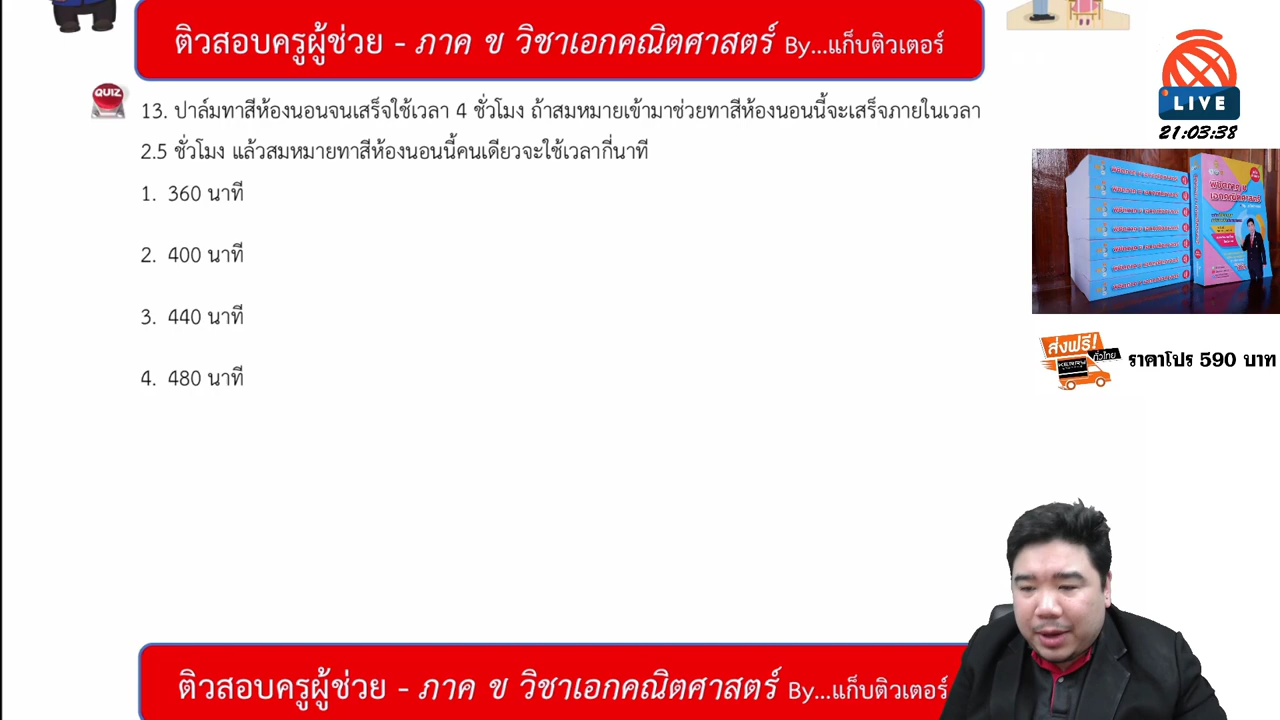 ติวสอบครูผู้ช่วย - ภาค ข วิชาเอกคณิตศาสตร์ By...แก็บติวเตอร์
QUIZ
13. ปาล์มทาสีห้องนอนจนเสร็จใช้เวลา 4 ชั่วโมง ถ้าสมหมายเข้ามาช่วยทาสีห้องนอนนี้จะเสร็จภายในเวลา
2.5 ชั่วโมง แล้วสมหมายทาสีห้องนอนนี้คนเดียวจะใช้เวลากี่นาที
1. 360 นาที
2. 400 นาที
3. 440 นาที
4. 480 นาที
LIVE
21:03:38
ส่งฟรี!
ทั่วไทย
KERRY
ราคาโปร 590 บาท
ติวสอบครูผู้ช่วย - ภาค ข วิชาเอกคณิตศาสตร์ By...แก็บติวเตอร์